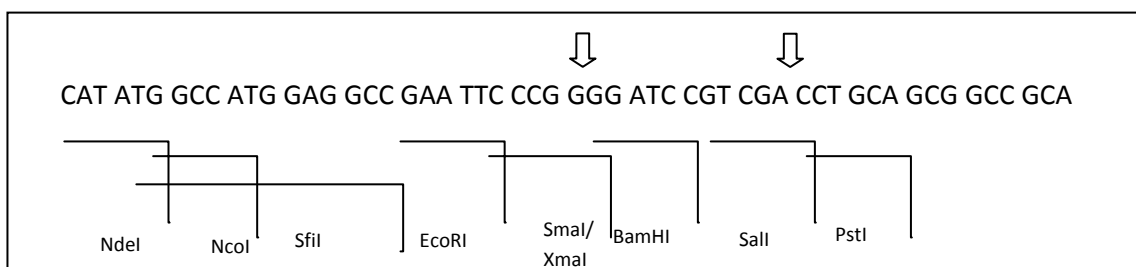 CAT ATG GCC ATG GAG GCC GAA TTC CCG GGG ATC CGT CGA CCT GCA GCG GCC GCA
NdeI NcoI SfiI EcoRI SmaI/ BamHI SalI PstI
XmaI